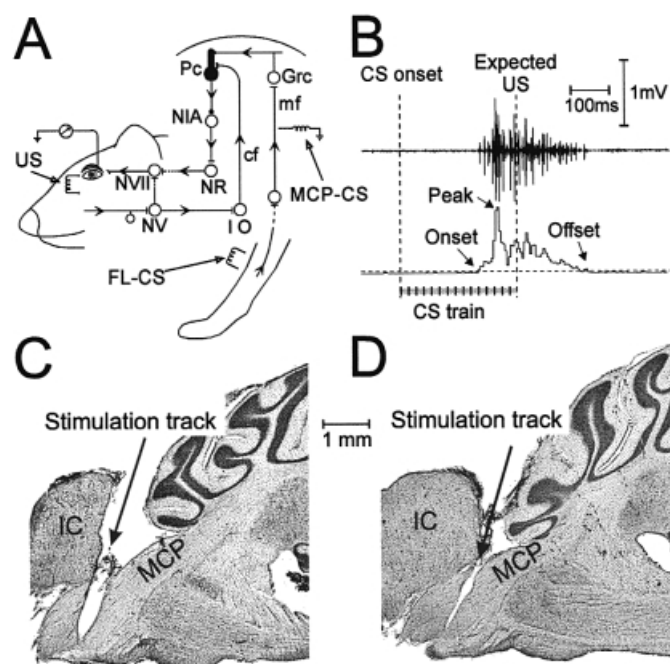 A
Pc
Grc
NIA
mf
US
cf
NVII
NR
MCP-CS
NV
IO
FL-CS
B
CS onset
Expected
US
100ms
1mV
Peak
Onset
Offset
CS train
C
Stimulation track
IC
MCP
1 mm
D
Stimulation track
IC
MCP